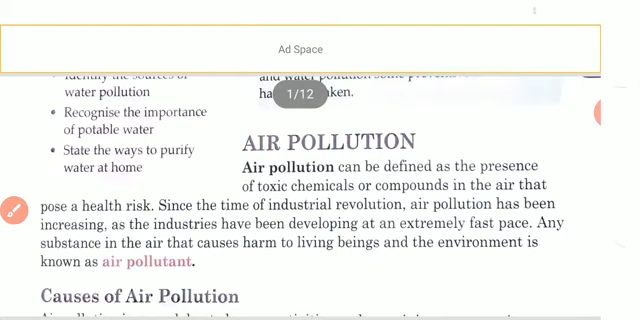 Ad Space
Identify the sources of
water pollution
1/12
• Recognise the importance
of potable water
• State the ways to purify
water at home
AIR POLLUTION
Air pollution can be defined as the presence
of toxic chemicals or compounds in the air that
pose a health risk. Since the time of industrial revolution, air pollution has been
increasing, as the industries have been developing at an extremely fast pace. Any
substance in the air that causes harm to living beings and the environment is
known as air pollutant.
Causes of Air Pollution